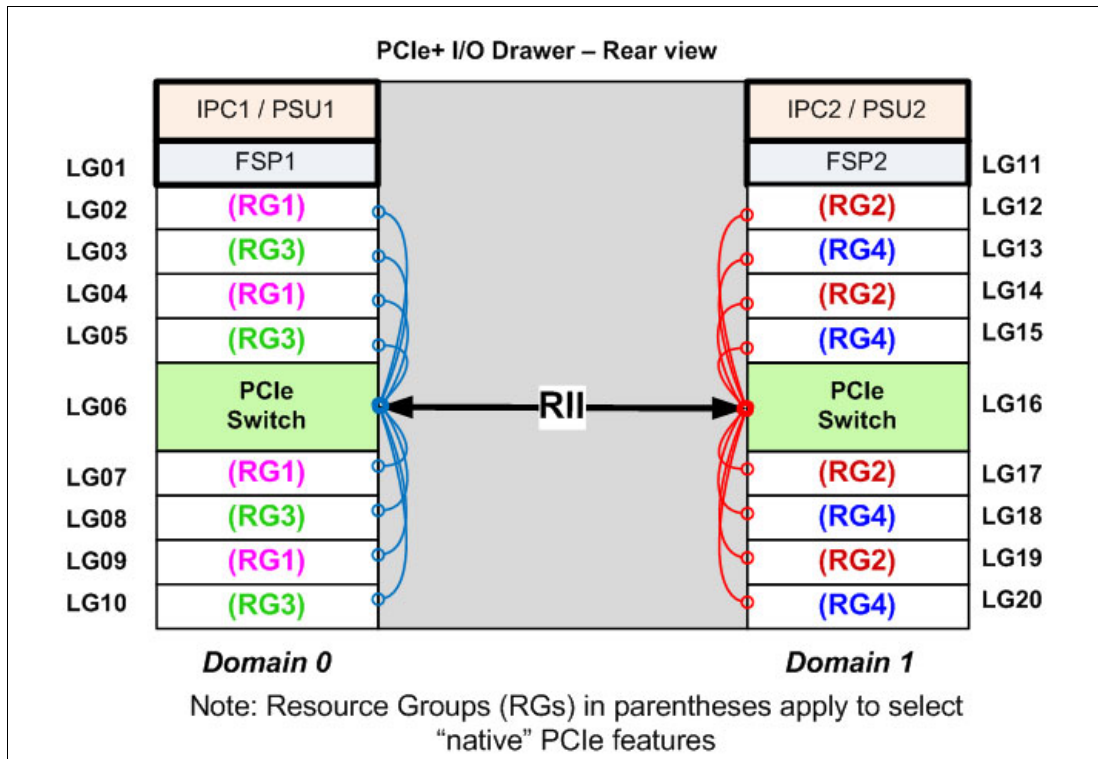 PCIe+ I/O Drawer – Rear view
IPC1 / PSU1
IPC2 / PSU2
LG01
FSP1
FSP2
LG11
LG02
(RG1)
(RG2)
LG12
LG03
(RG3)
(RG4)
LG13
LG04
(RG1)
(RG2)
LG14
LG05
(RG3)
(RG4)
LG15
LG06
PCIe
Switch
RII
PCIe
Switch
LG16
LG07
(RG1)
(RG2)
LG17
LG08
(RG3)
(RG4)
LG18
LG09
(RG1)
(RG2)
LG19
LG10
(RG3)
(RG4)
LG20
Domain 0
Domain 1
Note: Resource Groups (RGs) in parentheses apply to select
“native” PCIe features